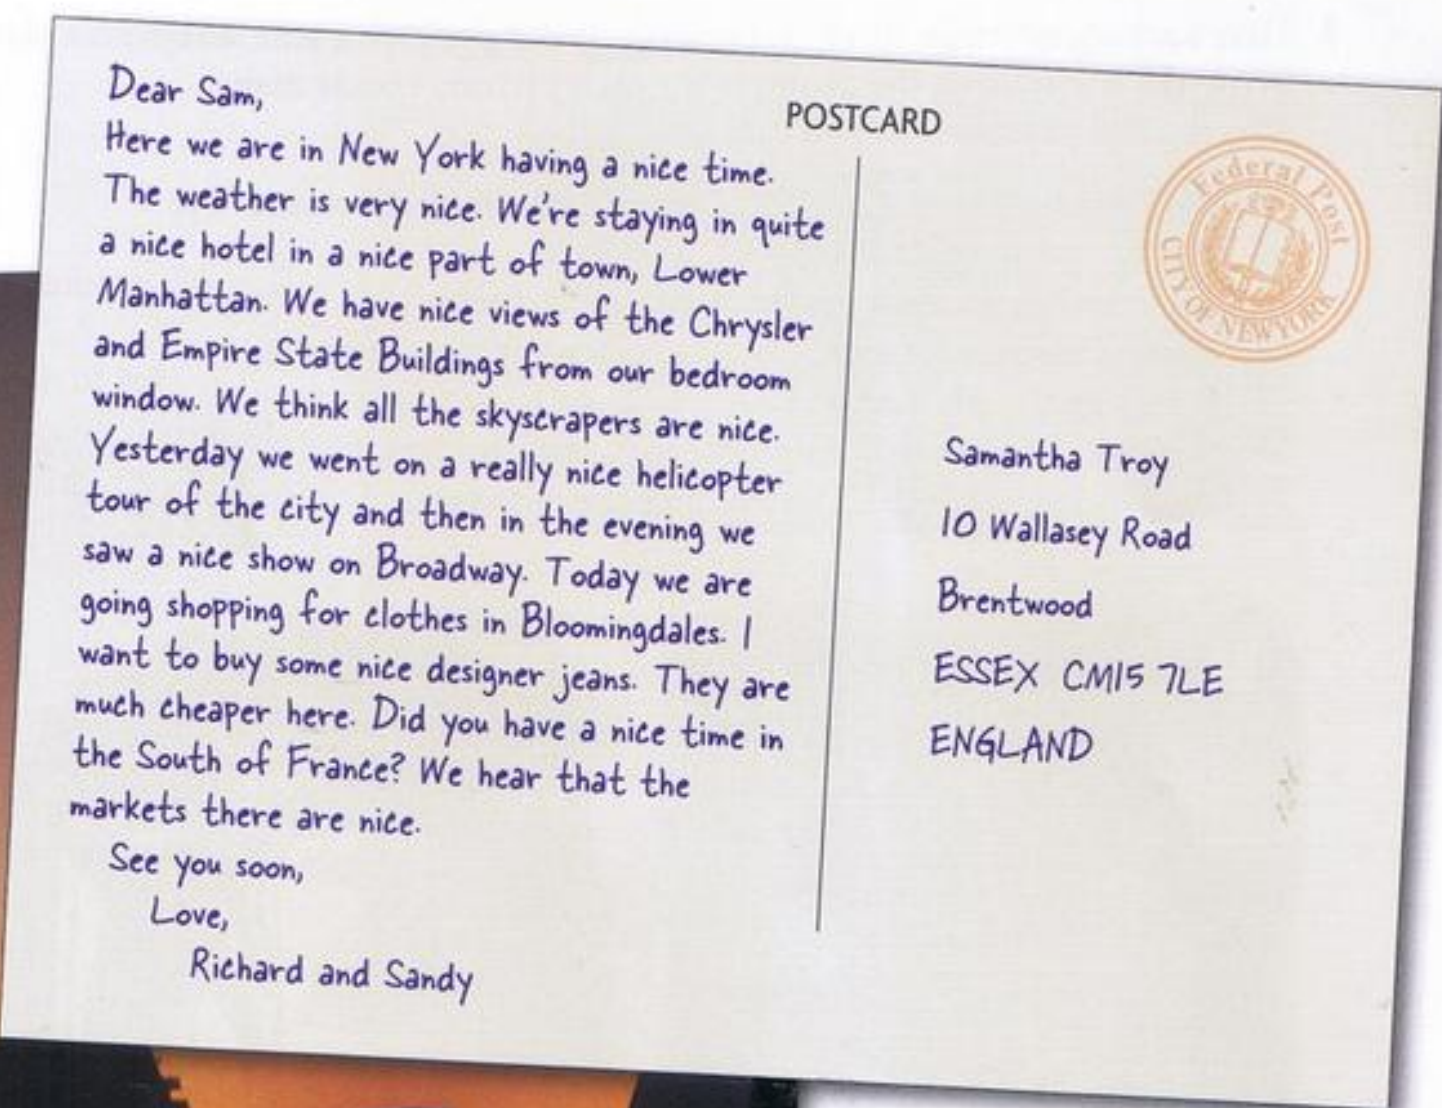 Dear Sam,
Here we are in New York having a nice time.
The weather is very nice. We're staying in quite
a nice hotel in a nice part of town, Lower
Manhattan. We have nice views of the Chrysler
and Empire State Buildings from our bedroom
window. We think all the skyscrapers are nice.
Yesterday we went on a really nice helicopter
tour of the city and then in the evening we
saw a nice show on Broadway. Today we are
going shopping for clothes in Bloomingdales. I
want to buy some nice designer jeans. They are
much cheaper here. Did you have a nice time in
the South of France? We hear that the
markets there are nice.
See you soon,
Love,
Richard and Sandy
POSTCARD
Federal Post
CITY OF NEW YORK
Samantha Troy
10 Wallasey Road
Brentwood
ESSEX CM15 7LE
ENGLAND